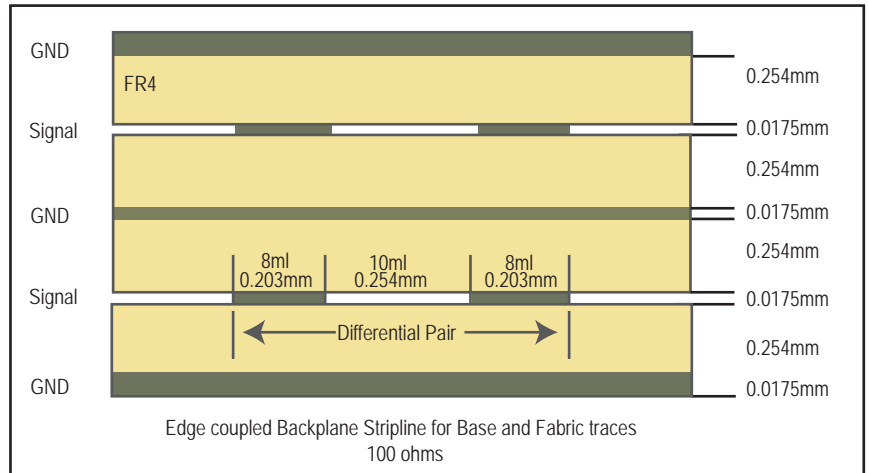 GND
0.254mm
FR4
Signal
0.0175mm
0.254mm
GND
0.0175mm
8ml 10ml 8ml
0.203mm 0.254mm 0.203mm
0.254mm
Signal
0.0175mm
Differential Pair
0.254mm
GND
0.0175mm
Edge coupled Backplane Stripline for Base and Fabric traces
100 ohms